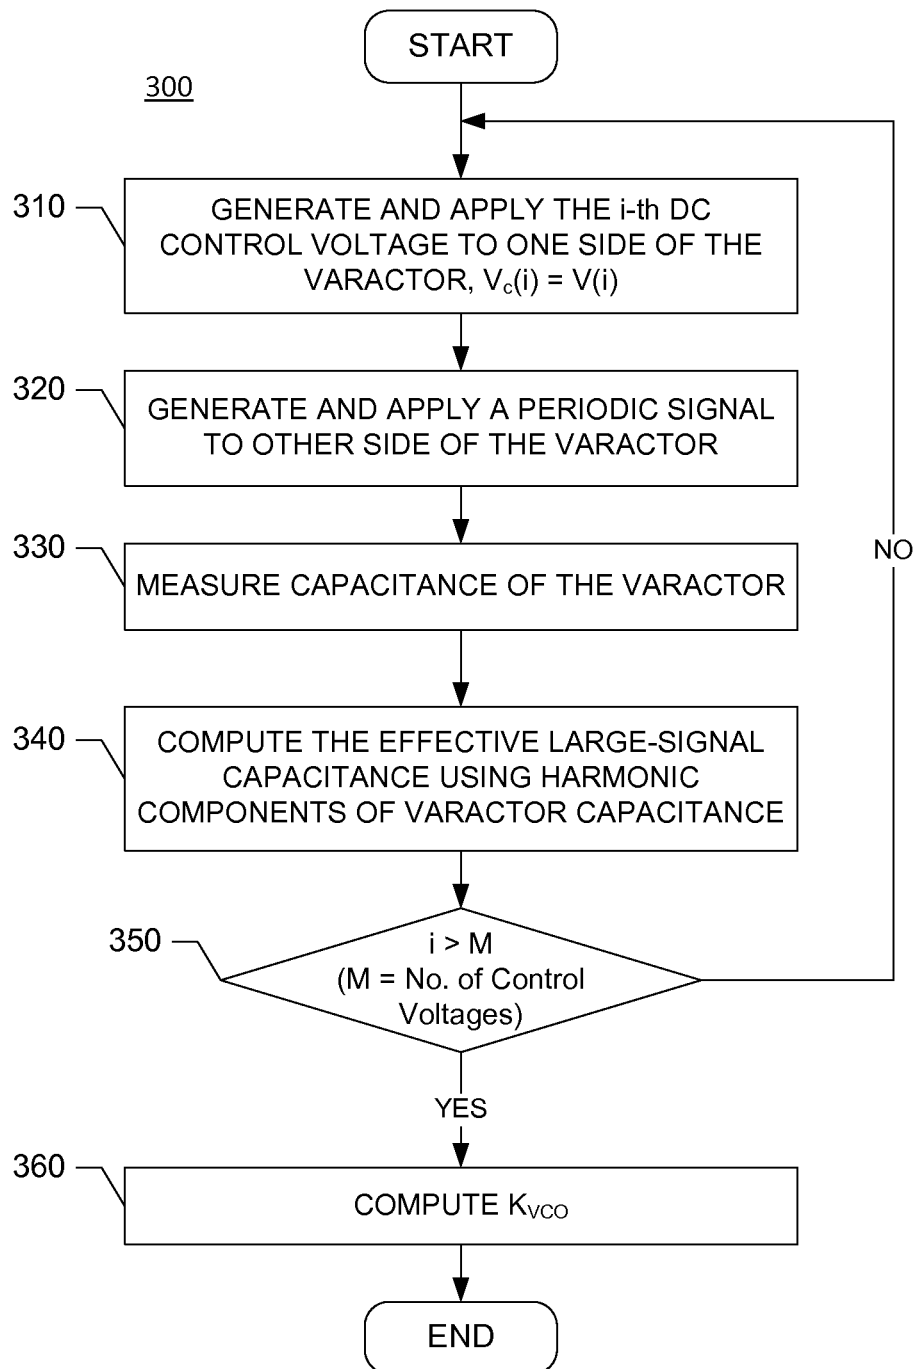 START
300
310
GENERATE AND APPLY THE i-th DC
CONTROL VOLTAGE TO ONE SIDE OF THE
VARACTOR, Vc(i) = V(i)
320
GENERATE AND APPLY A PERIODIC SIGNAL
TO OTHER SIDE OF THE VARACTOR
330
MEASURE CAPACITANCE OF THE VARACTOR
NO
340
COMPUTE THE EFFECTIVE LARGE-SIGNAL
CAPACITANCE USING HARMONIC
COMPONENTS OF VARACTOR CAPACITANCE
350
i > M
(M = No. of Control
Voltages)
YES
360
COMPUTE KVCO
END